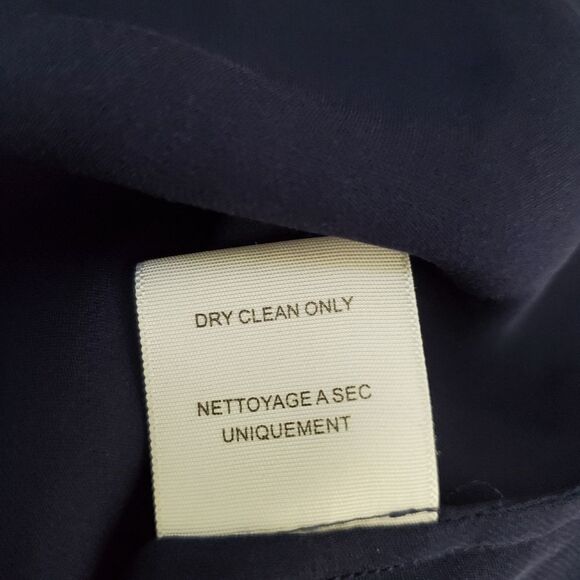 DRY CLEAN ONLY
NETTOYAGE A SEC
UNIQUEMENT